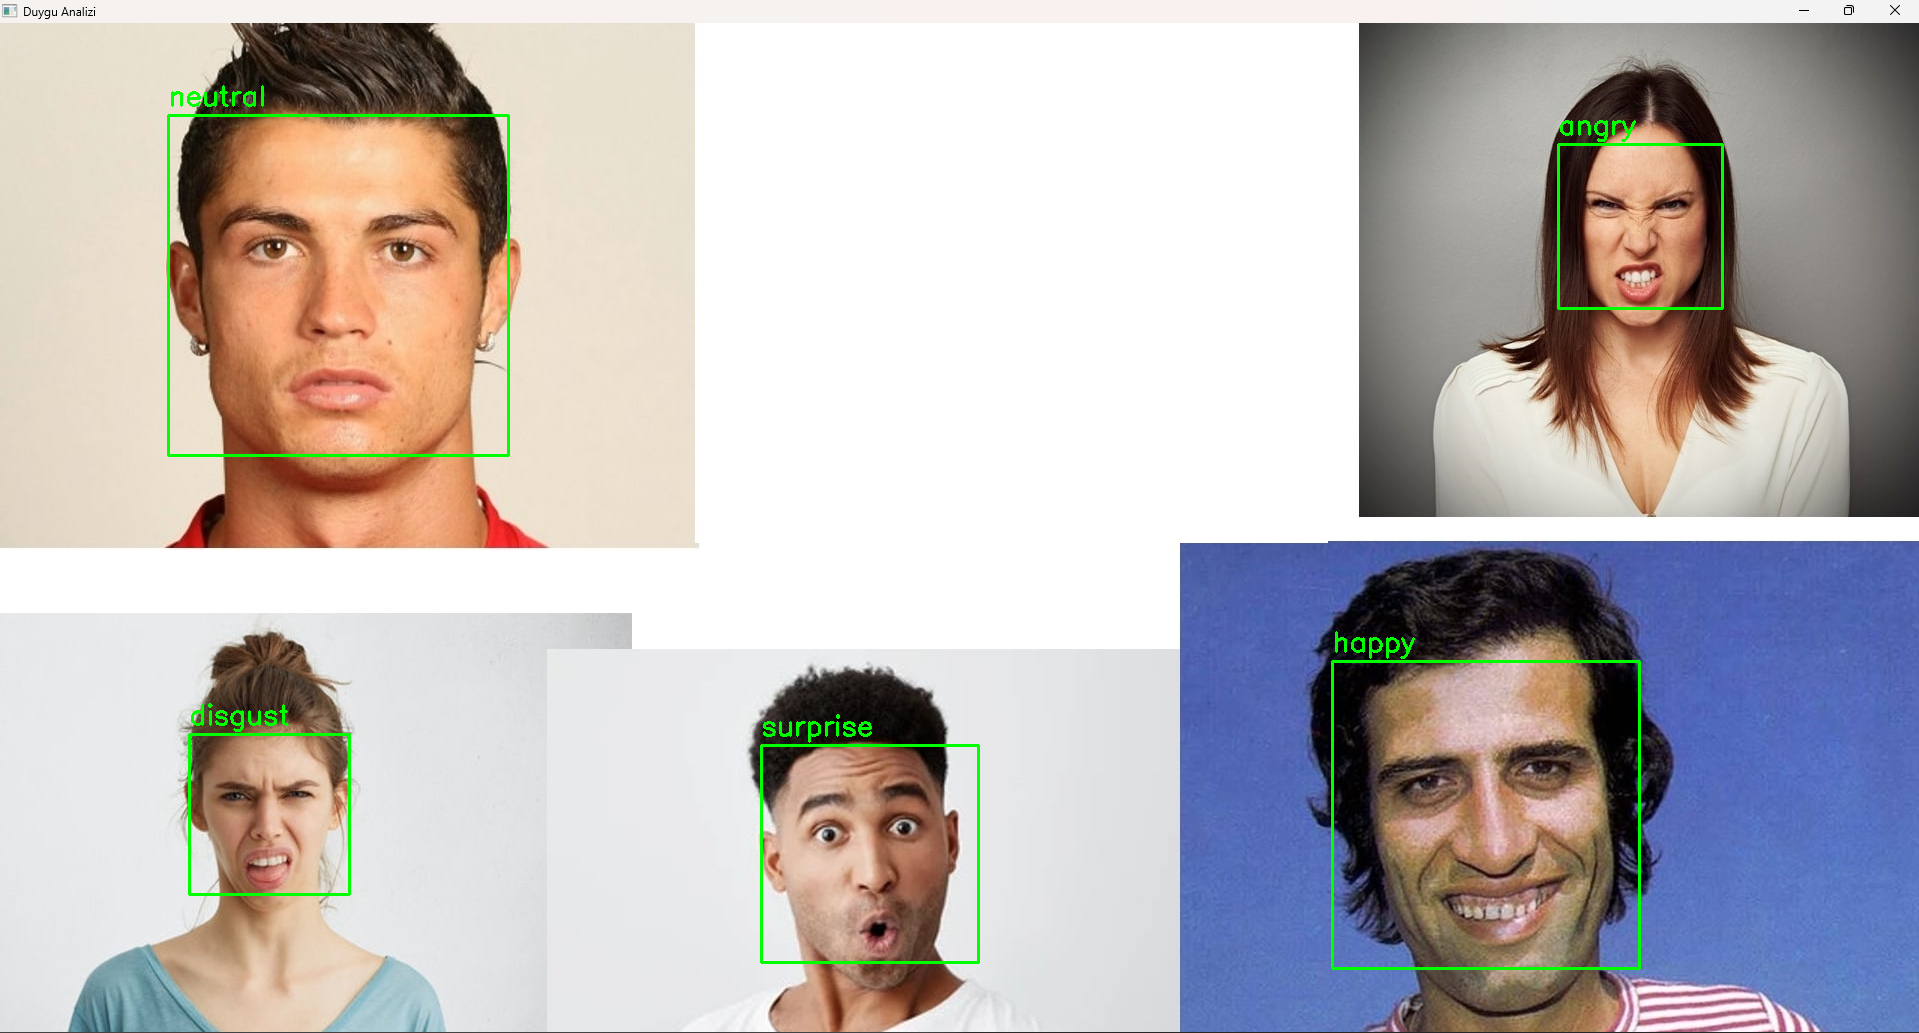 Duygu Analizi
neutral
angry
happy
disgust
surprise